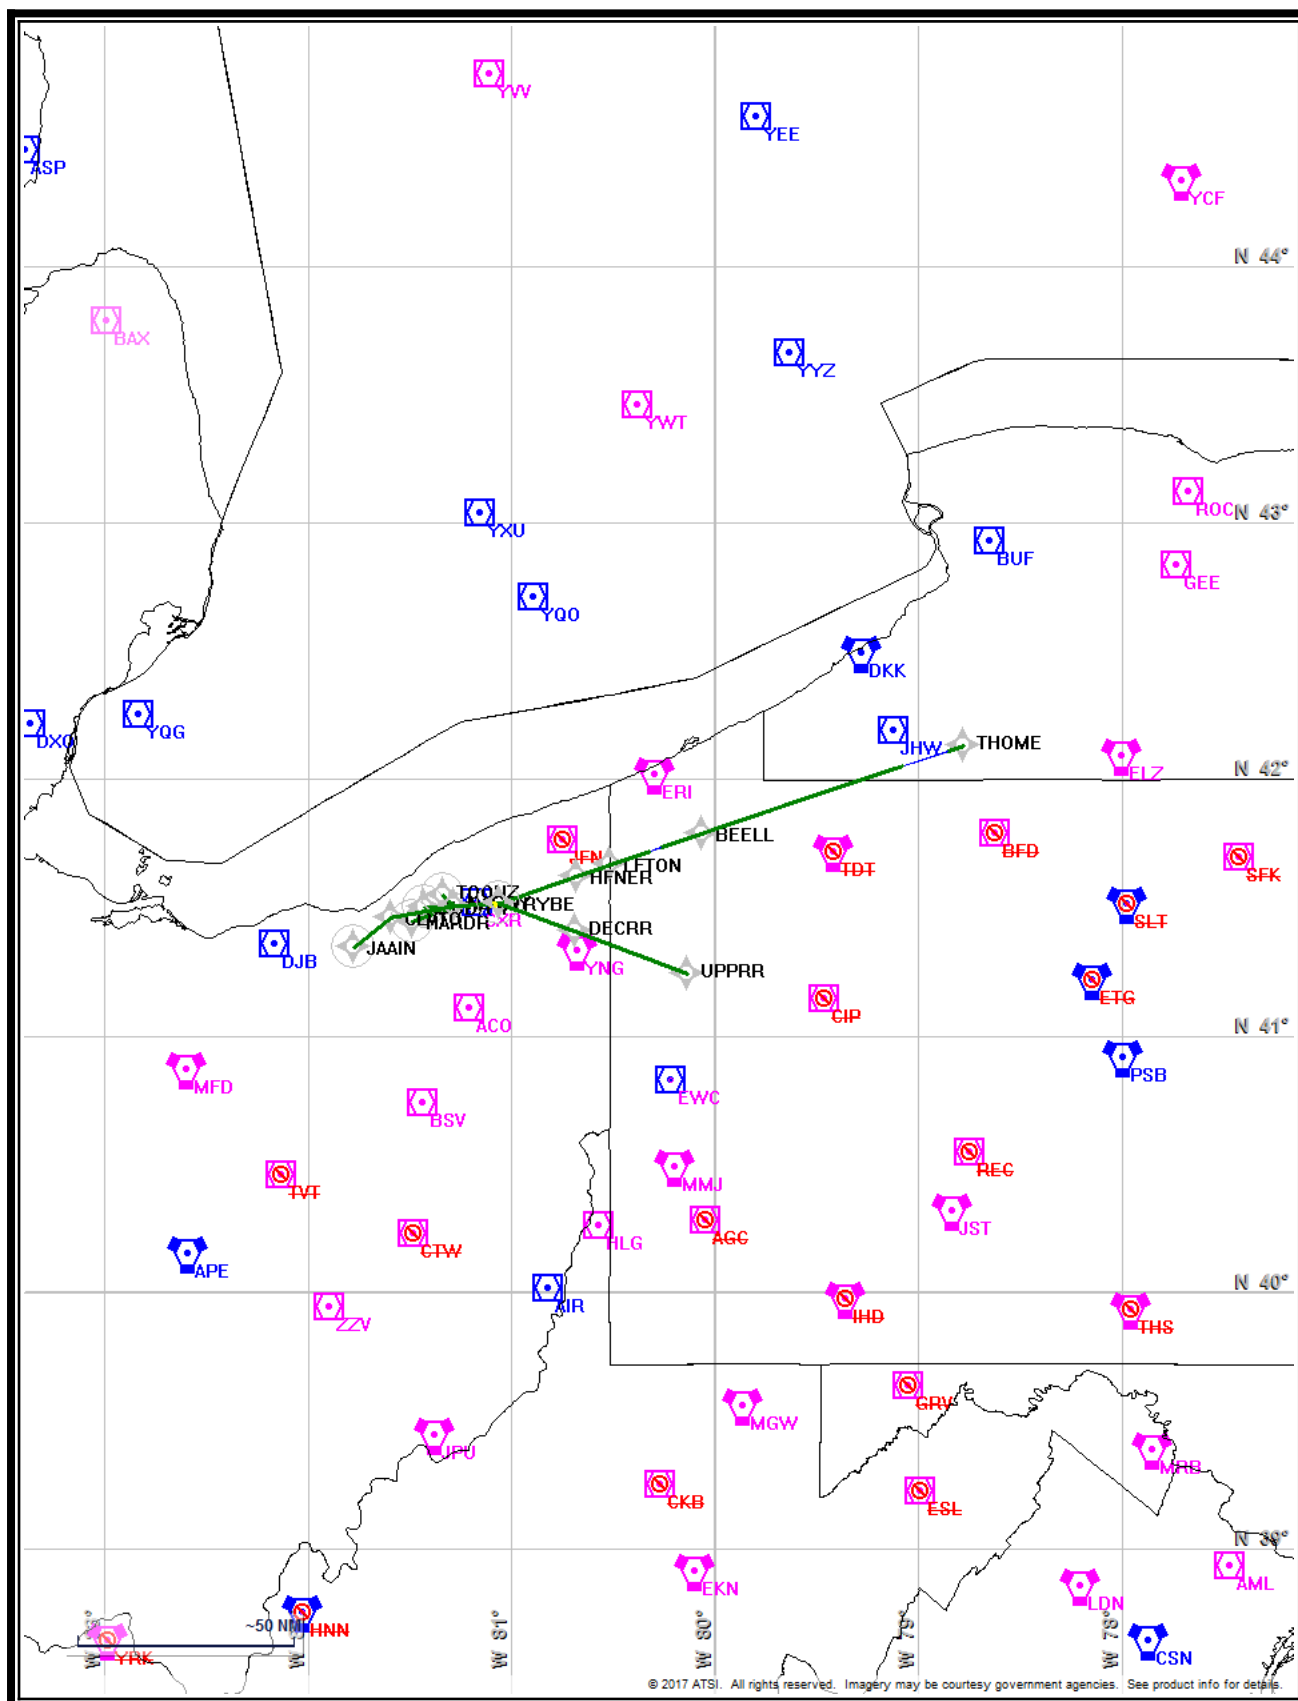 YVV
YEE
ASP
YCF
N 44°
BAX
YYZ
YWT
ROC
N 43°
YXU
BUF
GEE
YQO
DKK
YQG
DXO
JHW
THOME
ELZ
N 42°
ERI
BEELL
JFN
LFTON
TDT
BFD
SFK
HFNER
RYBE
CXR
MARDR
SLT
DECRR
JAAIN
DJB
YNG
UPPRR
ETG
CIP
ACO
N 41°
PSB
MFD
EWC
BSV
REC
TVT
MMJ
JST
AGC
HLG
CTW
APE
N 40°
AIR
IHD
THS
ZZV
GRV
MGW
JPU
MRB
CKB
ESL
N 39°
AML
EKN
LDN
~50 NM
HNN
YRK
W 81°
W 80°
W 79°
W 78°
CSN
© 2017 ATSI. All rights reserved. Imagery may be courtesy government agencies. See product info for details.